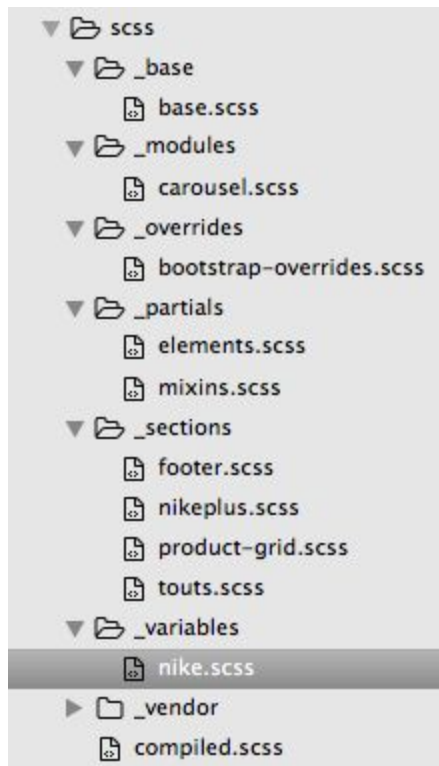 scss
_base
base.scss
_modules
carousel.scss
_overrides
bootstrap-overrides.scss
_partials
elements.scss
mixins.scss
_sections
footer.scss
nikeplus.scss
product-grid.scss
touts.scss
_variables
nike.scss
_vendor
compiled.scss